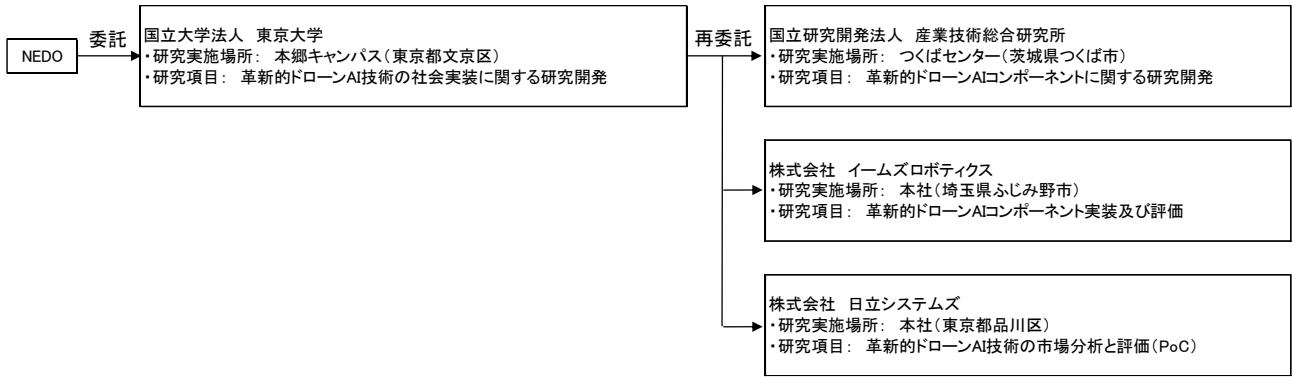 NEDO
委託
国立大学法人 東京大学
・研究実施場所： 本郷キャンパス（東京都文京区）
・研究項目： 革新的ドローンAI技術の社会実装に関する研究開発
再委託
国立研究開発法人 産業技術総合研究所
・研究実施場所： つくばセンター（茨城県つくば市）
・研究項目： 革新的ドローンAIコンポーネントに関する研究開発
株式会社 イームズロボティクス
・研究実施場所： 本社（埼玉県ふじみ野市）
・研究項目： 革新的ドローンAIコンポーネント実装及び評価
株式会社 日立システムズ
・研究実施場所： 本社（東京都品川区）
・研究項目： 革新的ドローンAI技術の市場分析と評価（PoC）